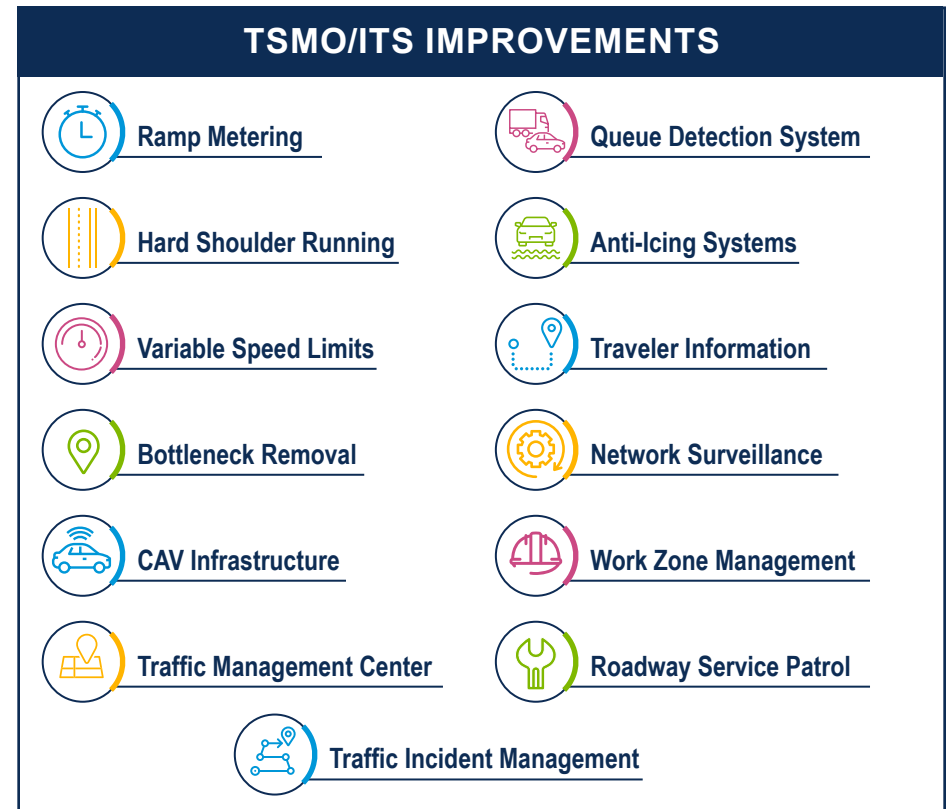 TSMO/ITS IMPROVEMENTS
Ramp Metering
Queue Detection System
Hard Shoulder Running
Anti-Icing Systems
Variable Speed Limits
Traveler Information
Bottleneck Removal
Network Surveillance
CAV Infrastructure
Work Zone Management
Traffic Management Center
Roadway Service Patrol
Traffic Incident Management